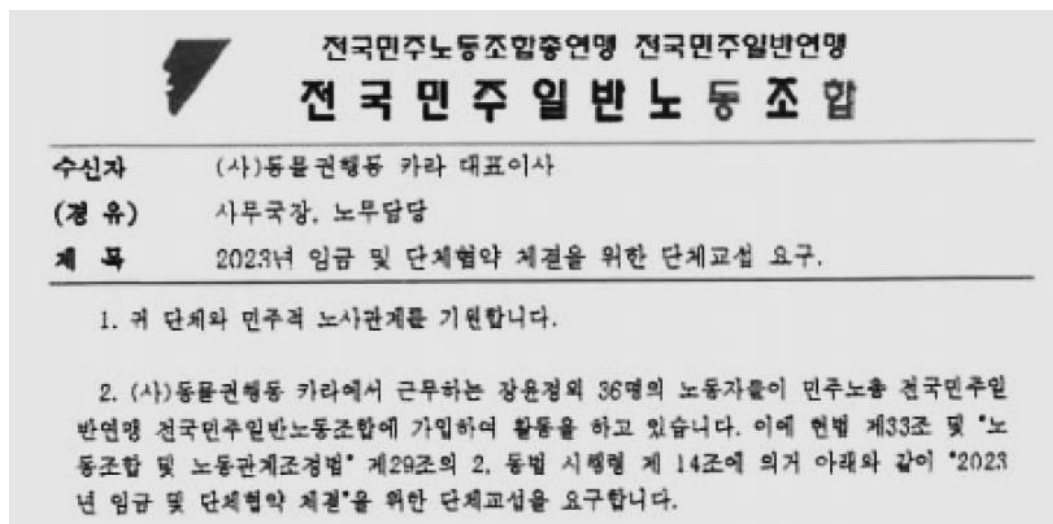 전국민주노동조합총연맹 전국민주일반연맹
전국민주일반노동조합
수신자 (사)동물권행동 카라 대표이사
(경 유) 사무국장, 노무담당
제 목 2023년 임금 및 단체협약 체결을 위한 단체교섭 요구.
1. 귀 단체와 민주적 노사관계를 기원합니다.
2. (사)동물권행동 카라에서 근무하는 장윤정외 36명의 노동자들이 민주노총 전국민주일
반연맹 전국민주일반노동조합에 가입하여 활동을 하고 있습니다. 이에 헌법 제33조 및 "노
동조합 및 노동관계조정법" 제29조의 2, 동법 시행령 제 14조에 의거 아래와 같이 "2023
년 임금 및 단체협약 체결"을 위한 단체교섭을 요구합니다.